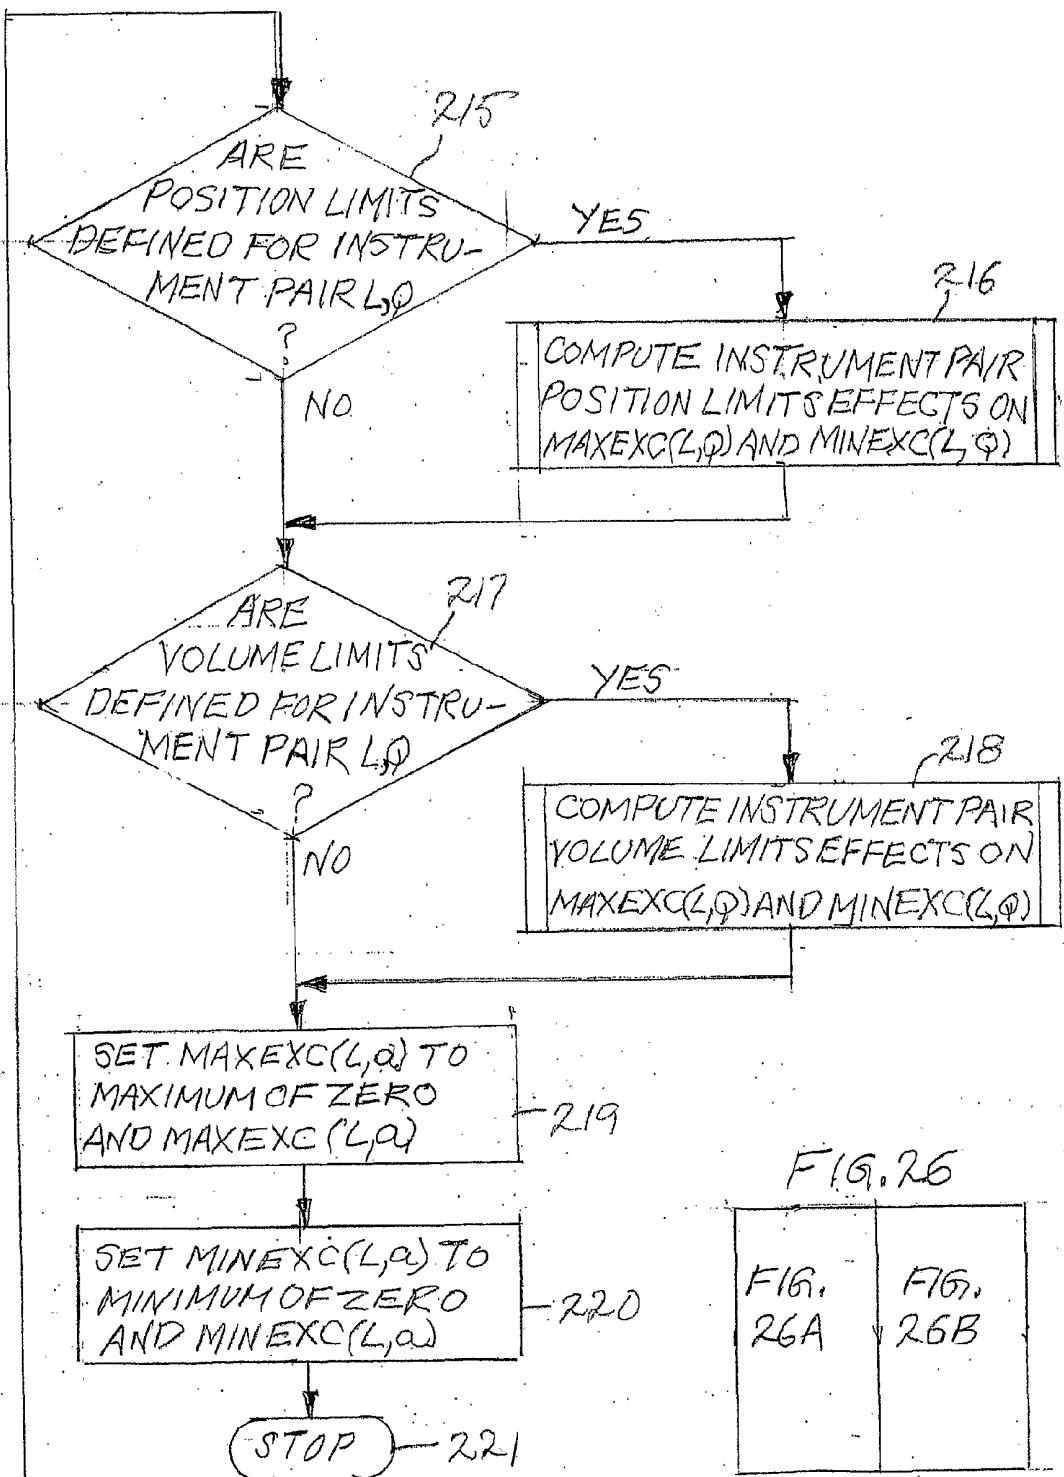 215
ARE
POSITION LIMITS
DEFINED FOR INSTRU-
MENT PAIR L,Q
?
YES
NO
216
COMPUTE INSTRUMENT PAIR
POSITION LIMITS EFFECTS ON
MAXEXC(L,Q) AND MINEXC(L,Q)
217
ARE
VOLUME LIMITS
DEFINED FOR INSTRU-
MENT PAIR L,Q
?
YES
NO
218
COMPUTE INSTRUMENT PAIR
VOLUME LIMITS EFFECTS ON
MAXEXC(L,Q) AND MINEXC(L,Q)
SET MAXEXC(L,Q) TO
MAXIMUM OF ZERO
AND MAXEXC(L,Q)
219
SET MINEXC(L,Q) TO
MINIMUM OF ZERO
AND MINEXC(L,Q)
220
STOP
221
FIG. 26
FIG.
26A
FIG.
26B